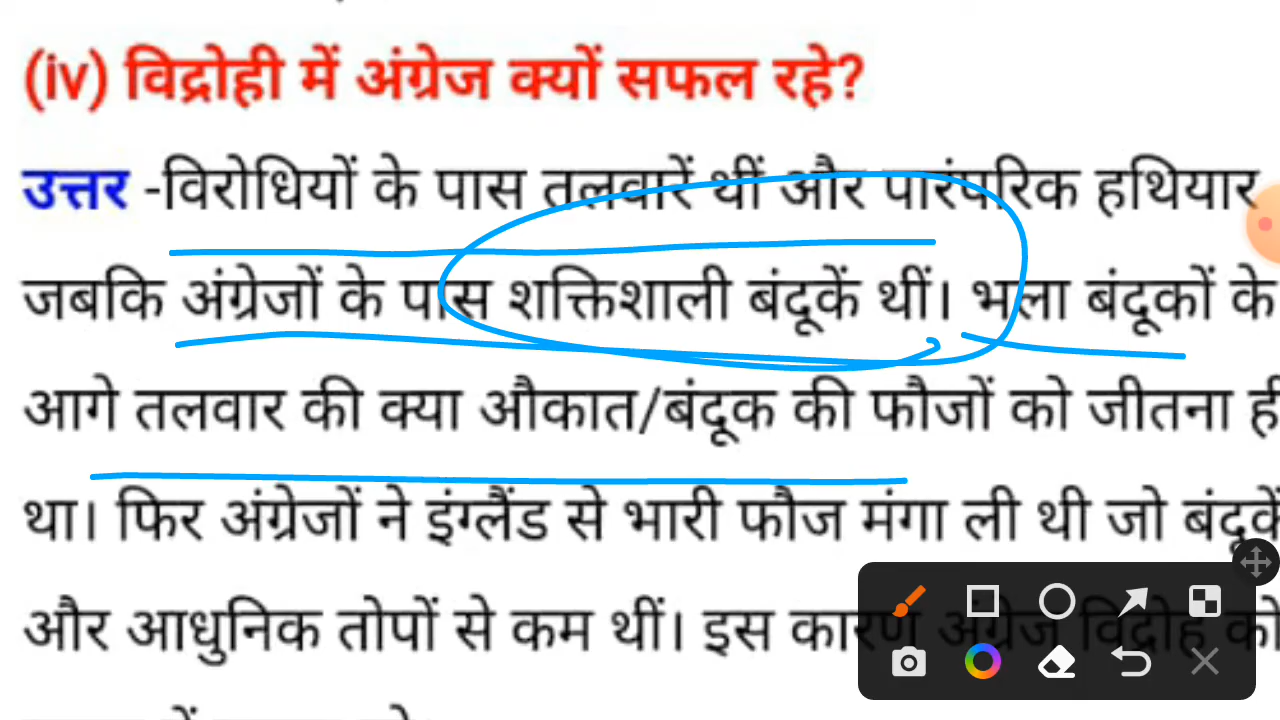 (iv) विद्रोही में अंग्रेज क्यों सफल रहे?
उत्तर -विरोधियों के पास तलवारें थीं और पारंपरिक हथियार
जबकि अंग्रेजों के पास शक्तिशाली बंदूकें थीं। भला बंदूकों के
आगे तलवार की क्या औकात/बंदूक की फौजों को जीतना ही
था। फिर अंग्रेजों ने इंग्लैंड से भारी फौज मंगा ली थी जो बंदूकें
और आधुनिक तोपों से कम थीं। इस कारण अंग्रेज विद्रोह को